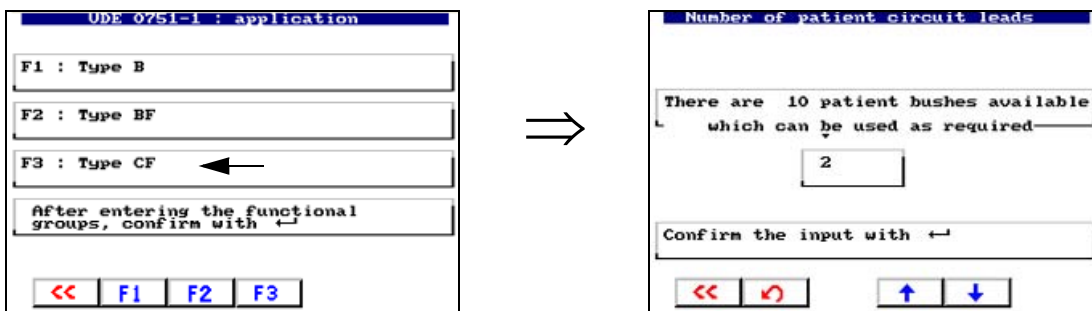 UDE 0751-1 : application
F1 : Type B
F2 : Type BF
F3 : Type CF
After entering the functional
groups, confirm with ↵
<< F1 F2 F3
Number of patient circuit leads
There are 10 patient bushes available
which can be used as required
2
Confirm the input with ↵
<<